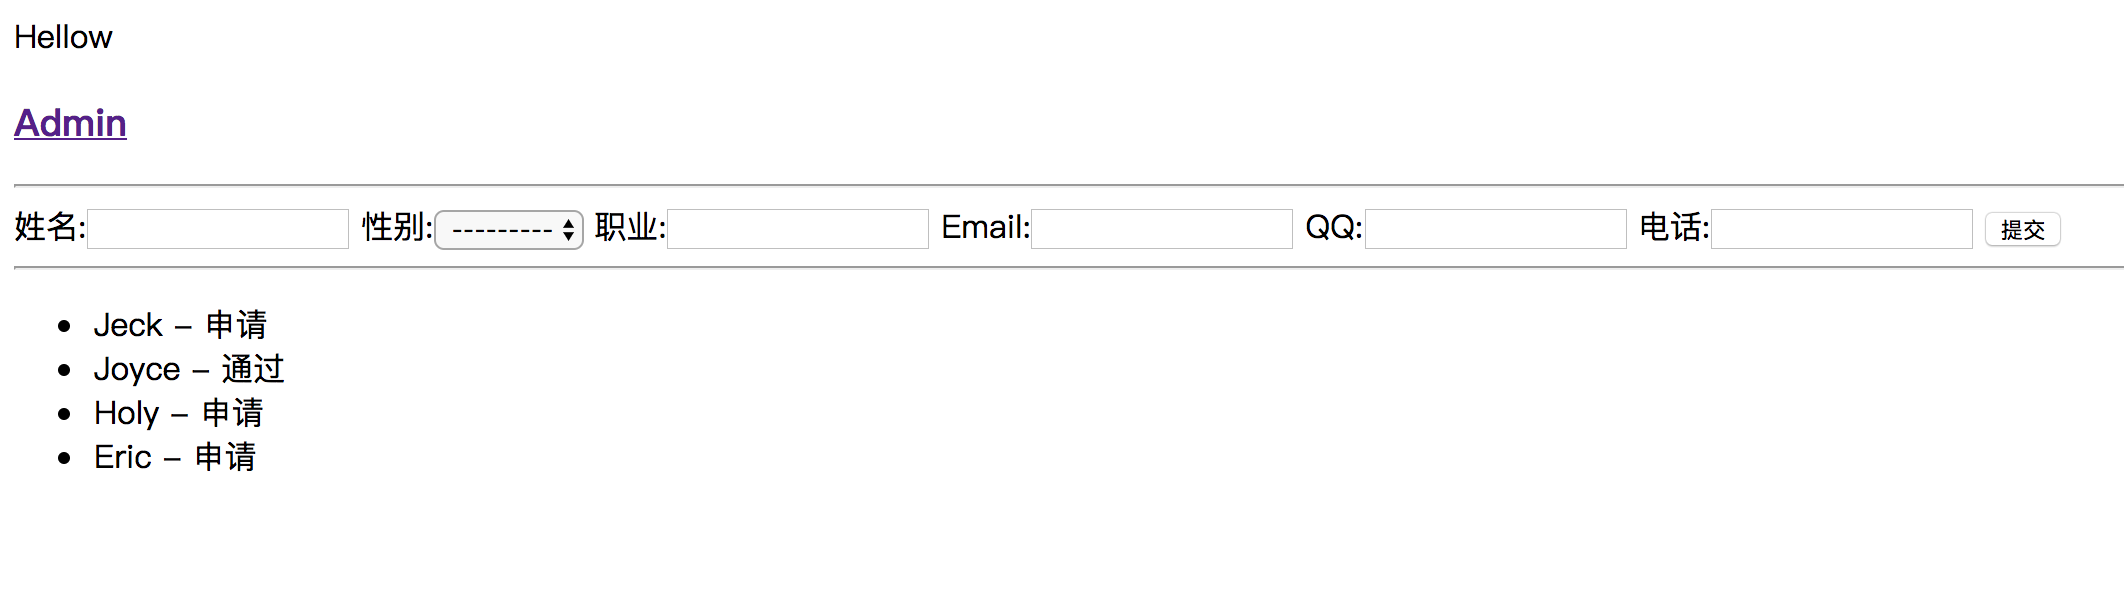 Hellow
Admin
姓名: 性别: --------- 职业: Email: QQ: 电话: 提交
Jeck – 申请
Joyce – 通过
Holy – 申请
Eric – 申请